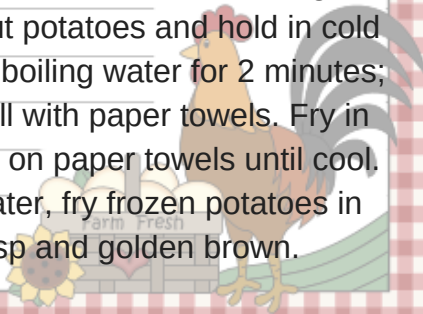 ut potatoes and hold in cold
boiling water for 2 minutes;
ll with paper towels. Fry in
on paper towels until cool.
ater, fry frozen potatoes in
Farm Fresh
sp and golden brown.